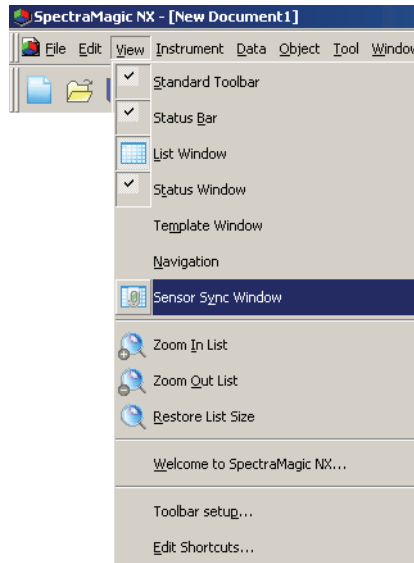 SpectraMagic NX - [New Document1]
File Edit View Instrument Data Object Tool Window
Standard Toolbar
Status Bar
List Window
Status Window
Template Window
Navigation
Sensor Sync Window
Zoom In List
Zoom Out List
Restore List Size
Welcome to SpectraMagic NX...
Toolbar setup...
Edit Shortcuts...